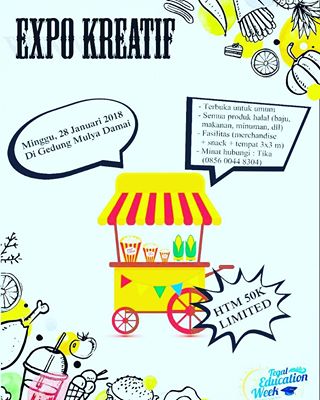 EXPO KREATIF
Minggu, 28 Januari 2018
Di Gedung Mulya Damai
- Terbuka untuk umum
- Semua produk halal (baju,
makanan, minuman, dll)
- Fasilitas (merchandise
+ snack + tempat 3x3 m)
- Minat hubungi : Tika
(0856 0044 8304)
HTM 50K
LIMITED
Tegal
Education
Week